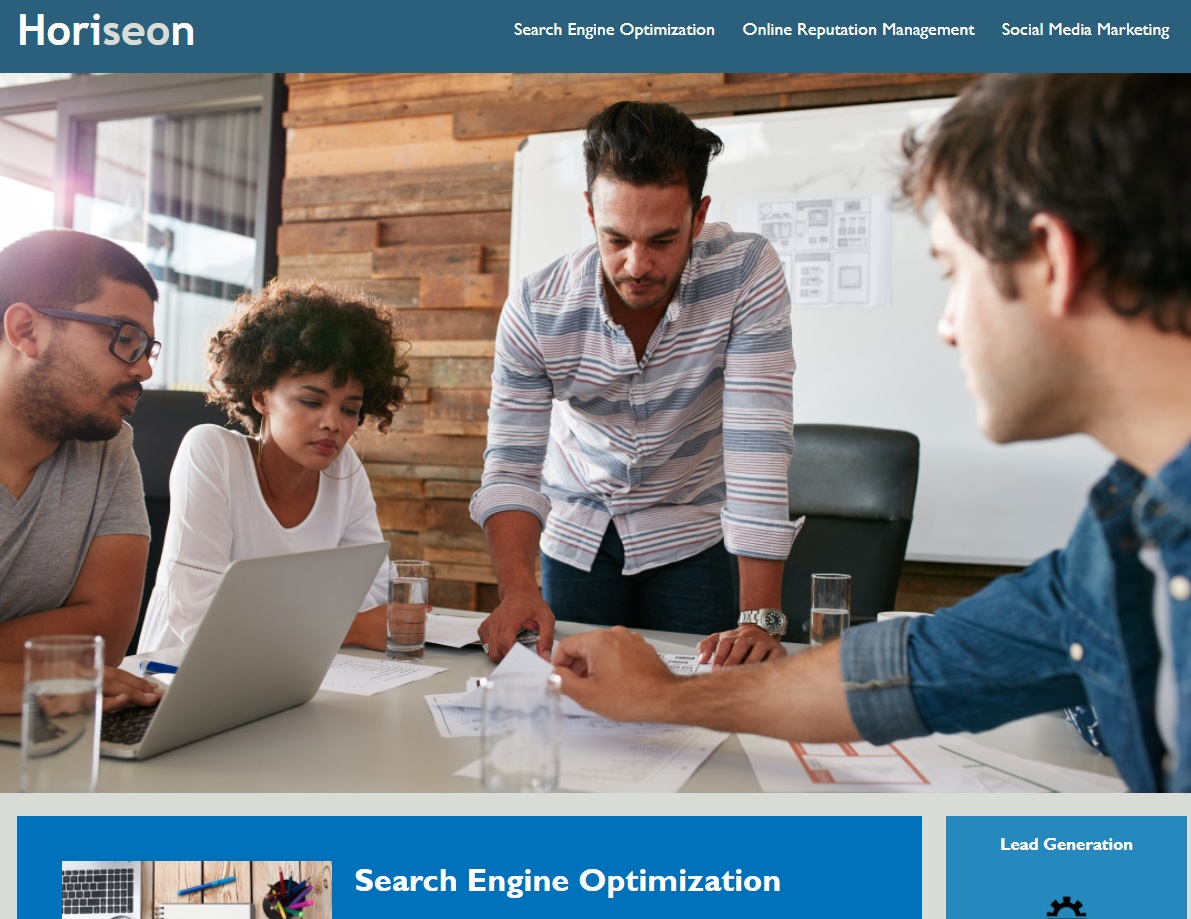 Horiseon
Search Engine Optimization
Online Reputation Management
Social Media Marketing
Search Engine Optimization
Lead Generation